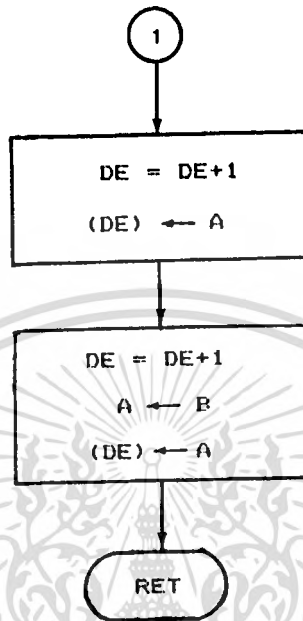 1
DE = DE+1
(DE) ← A
DE = DE+1
A ← B
(DE) ← A
RET